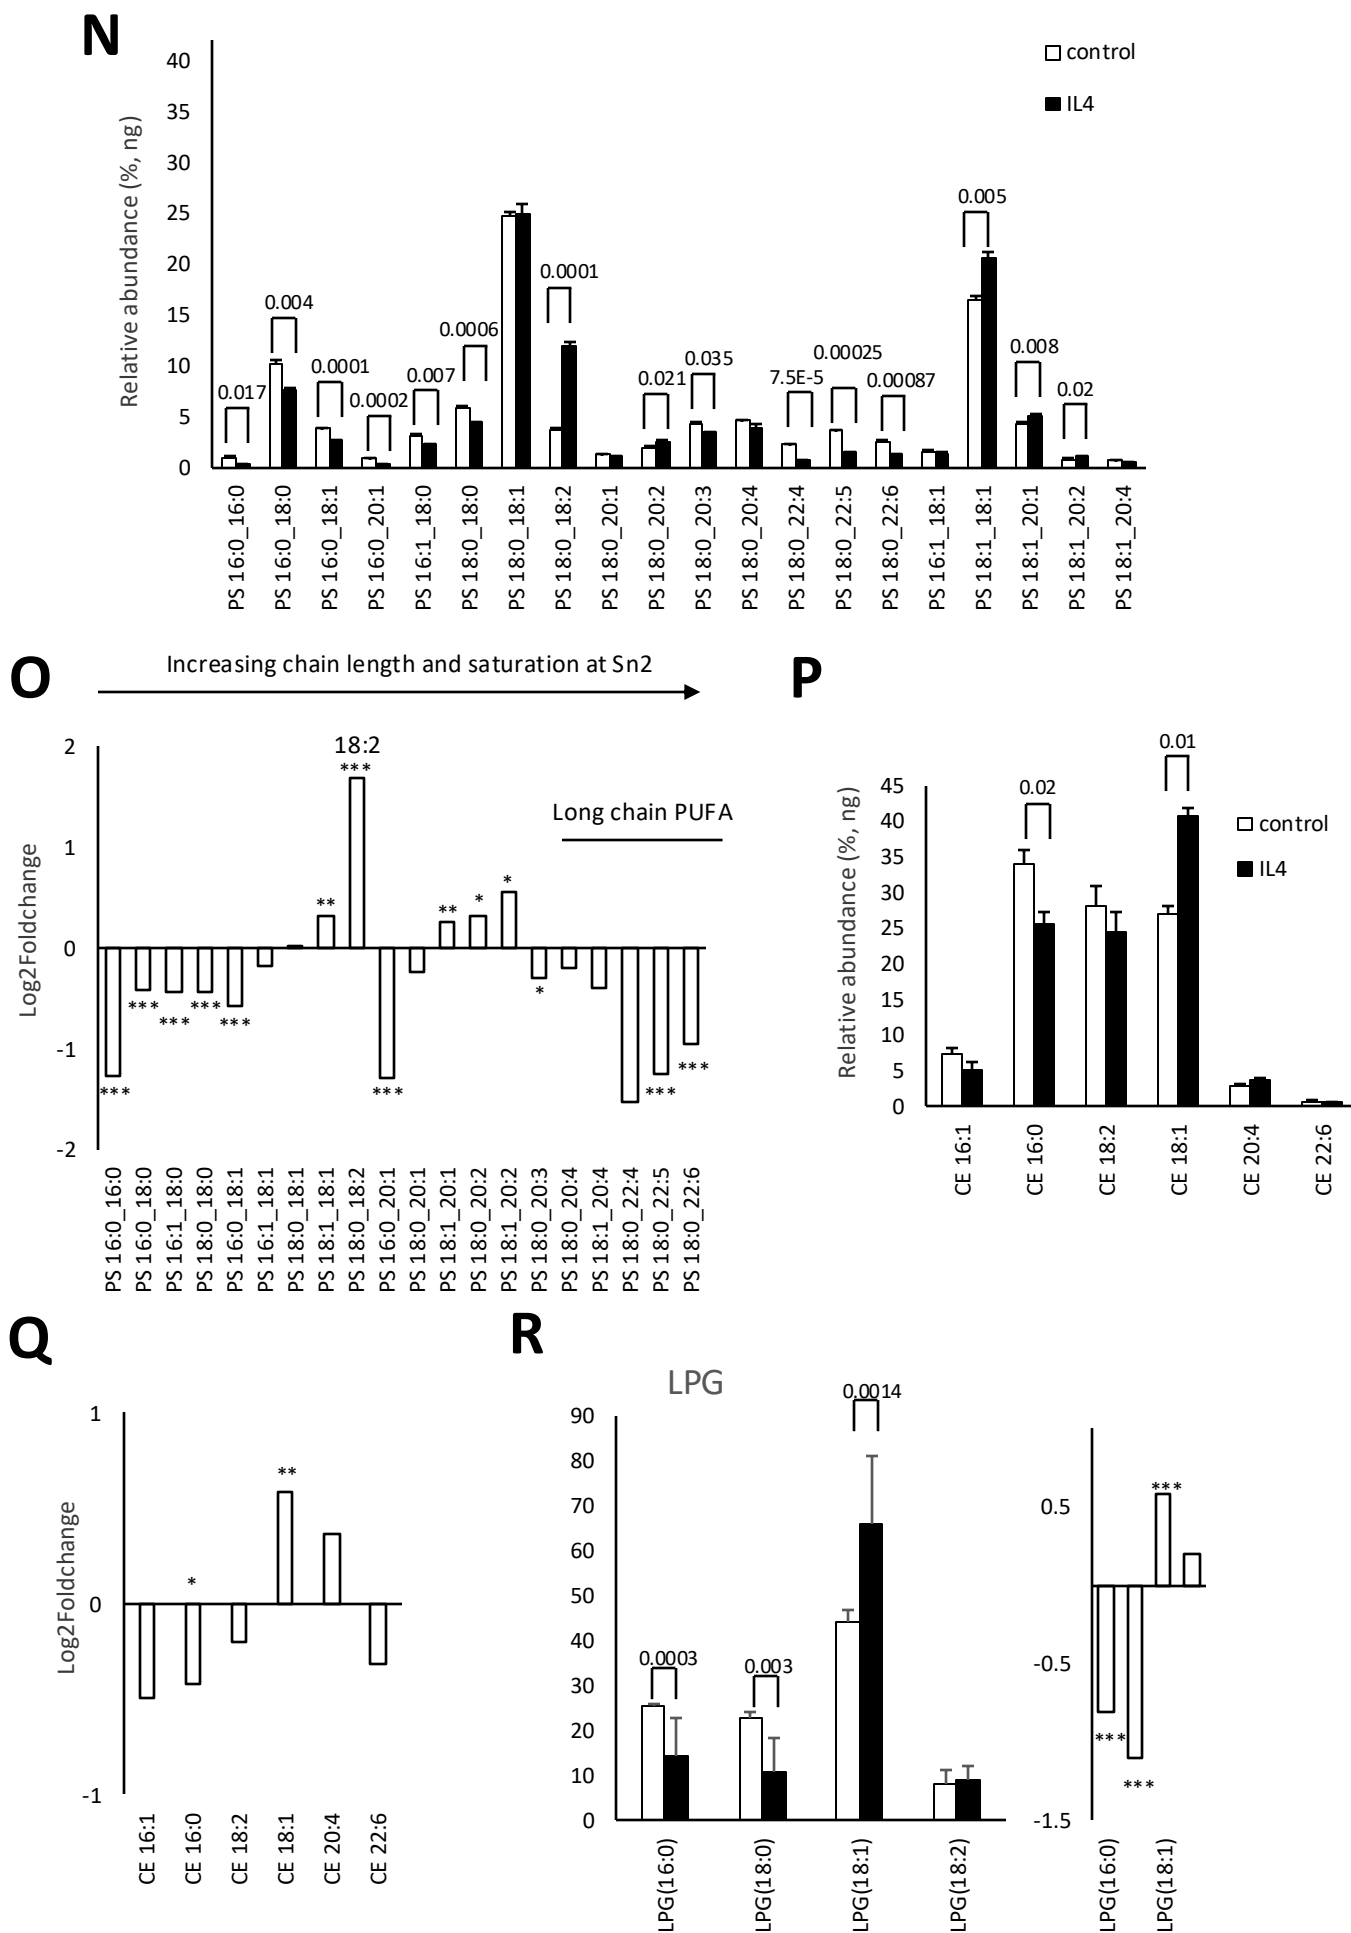 N
control
IL4
Relative abundance (%, ng)
40
35
30
25
20
15
10
5
0
0.017
0.004
0.0001
0.0002
0.007
0.0006
0.0001
0.021
0.035
7.5E-5
0.00025
0.00087
0.005
0.008
0.02
PS 16:0_16:0
PS 16:0_18:0
PS 16:0_18:1
PS 16:0_20:1
PS 16:1_18:0
PS 18:0_18:0
PS 18:0_18:1
PS 18:0_18:2
PS 18:0_20:1
PS 18:0_20:2
PS 18:0_20:3
PS 18:0_20:4
PS 18:0_22:4
PS 18:0_22:5
PS 18:0_22:6
PS 16:1_18:1
PS 18:1_18:1
PS 18:1_20:1
PS 18:1_20:2
PS 18:1_20:4
O
Increasing chain length and saturation at Sn2
Log2Foldchange
2
1
0
-1
-2
18:2
Long chain PUFA
***
***
***
***
***
**
***
***
**
*
*
*
***
***
PS 16:0_16:0
PS 16:0_18:0
PS 16:1_18:0
PS 18:0_18:0
PS 16:0_18:1
PS 16:1_18:1
PS 18:0_18:1
PS 18:1_18:1
PS 18:0_18:2
PS 16:0_20:1
PS 18:0_20:1
PS 18:1_20:1
PS 18:0_20:2
PS 18:1_20:2
PS 18:0_20:3
PS 18:0_20:4
PS 18:1_20:4
PS 18:0_22:4
PS 18:0_22:5
PS 18:0_22:6
P
Relative abundance (%, ng)
45
40
35
30
25
20
15
10
5
0
0.02
0.01
control
IL4
CE 16:1
CE 16:0
CE 18:2
CE 18:1
CE 20:4
CE 22:6
Q
Log2Foldchange
1
0
-1
*
**
CE 16:1
CE 16:0
CE 18:2
CE 18:1
CE 20:4
CE 22:6
R
LPG
90
80
70
60
50
40
30
20
10
0
0.0003
0.003
0.0014
LPG(16:0)
LPG(18:0)
LPG(18:1)
LPG(18:2)
0.5
-0.5
-1.5
***
***
***
LPG(16:0)
LPG(18:1)